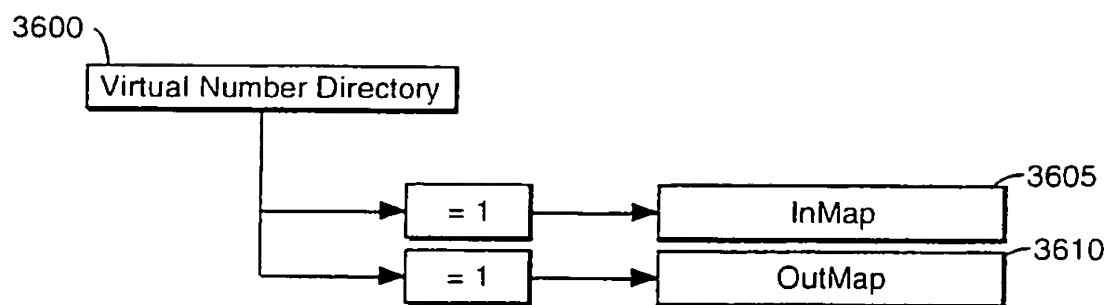 3600
Virtual Number Directory
= 1
InMap
3605
= 1
OutMap
3610